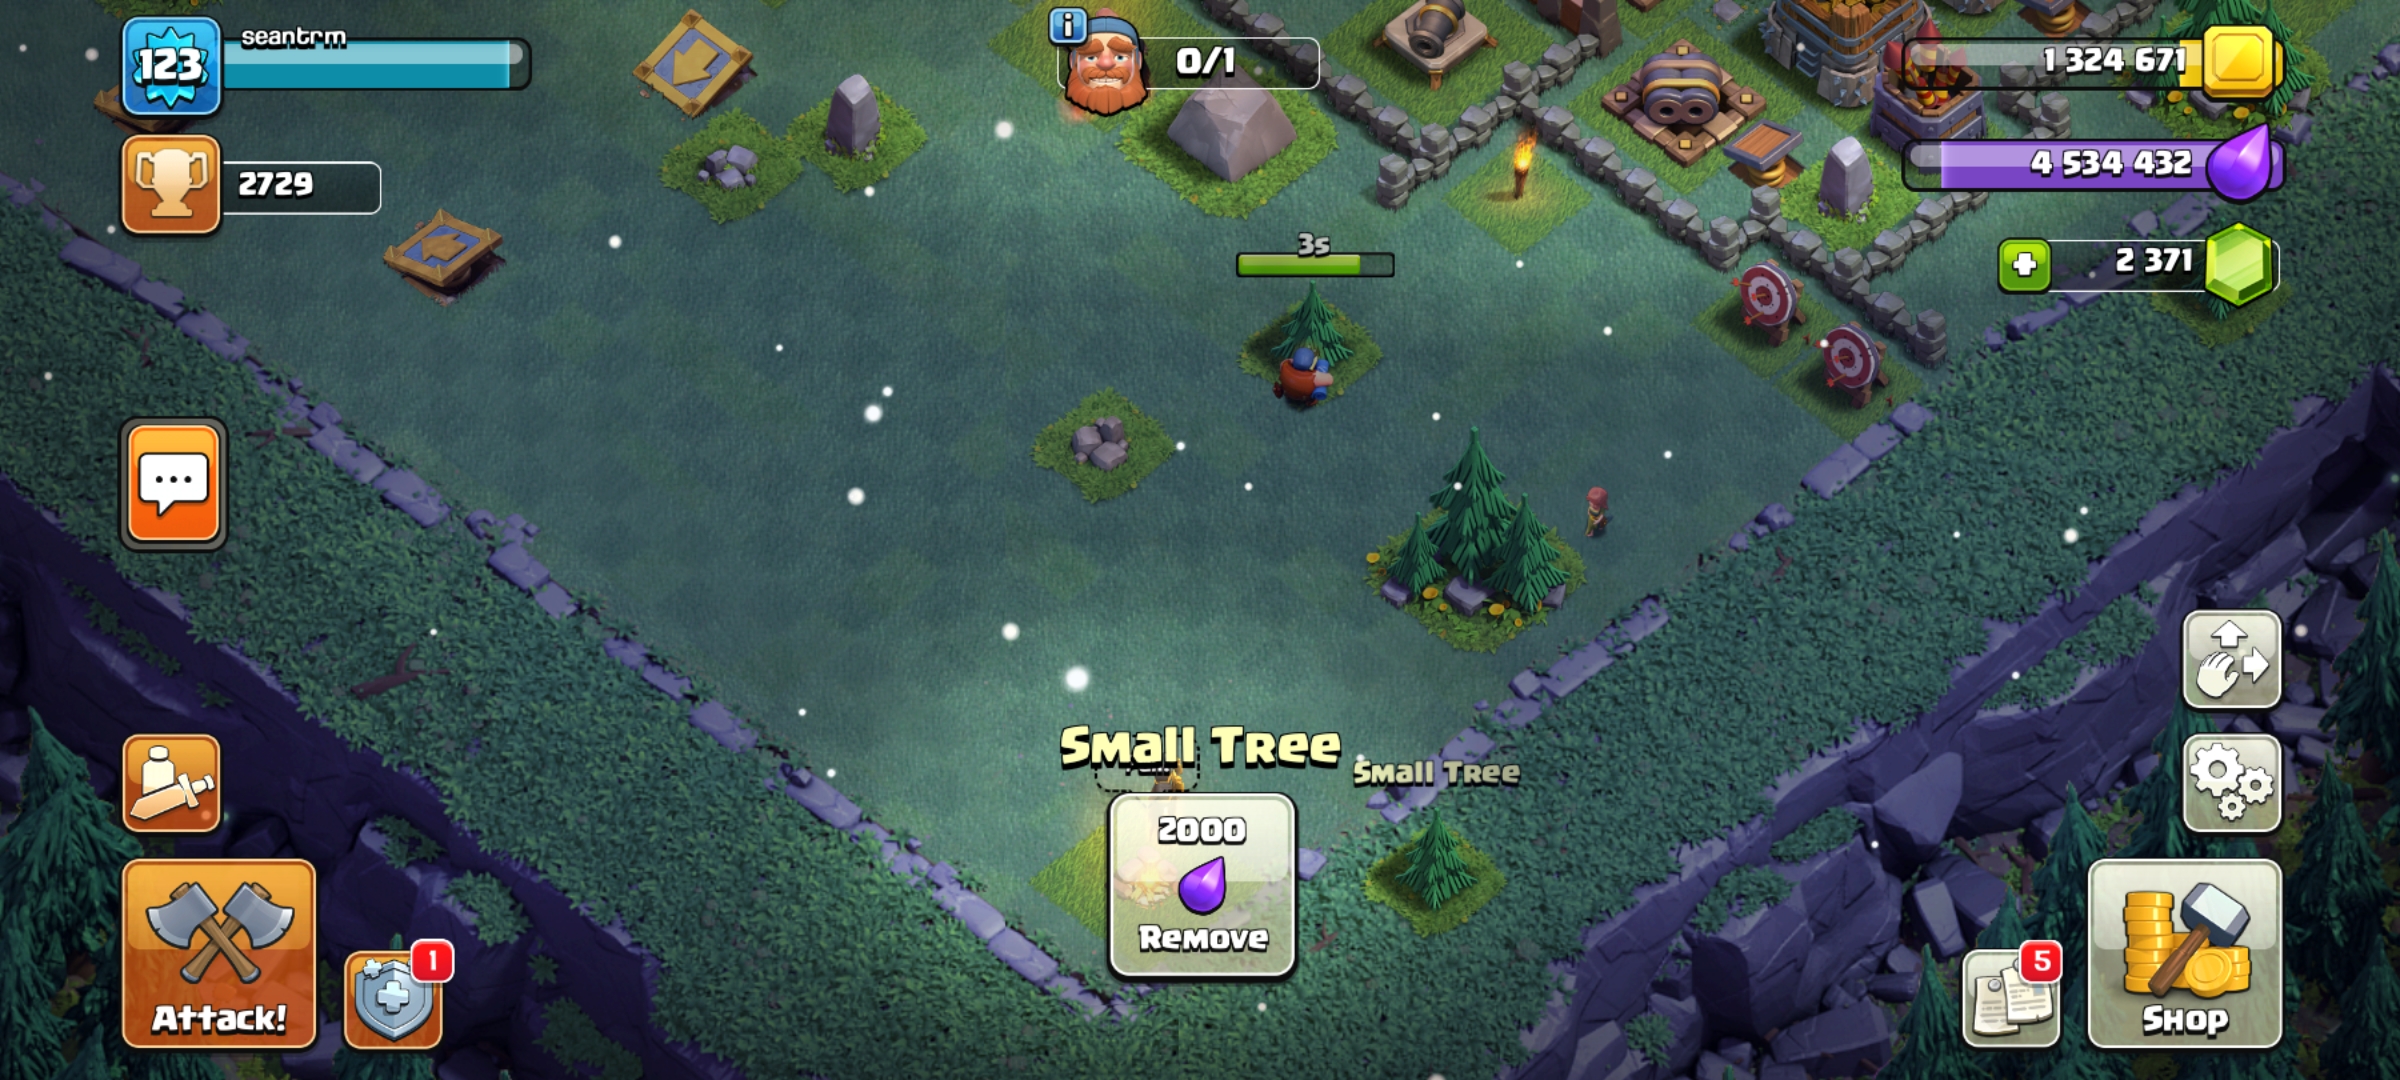 123
seantrm
0/1
1 324 671
2729
4 534 432
3s
2 371
Small Tree
Small Tree
2000
Remove
Attack!
1
5
Shop